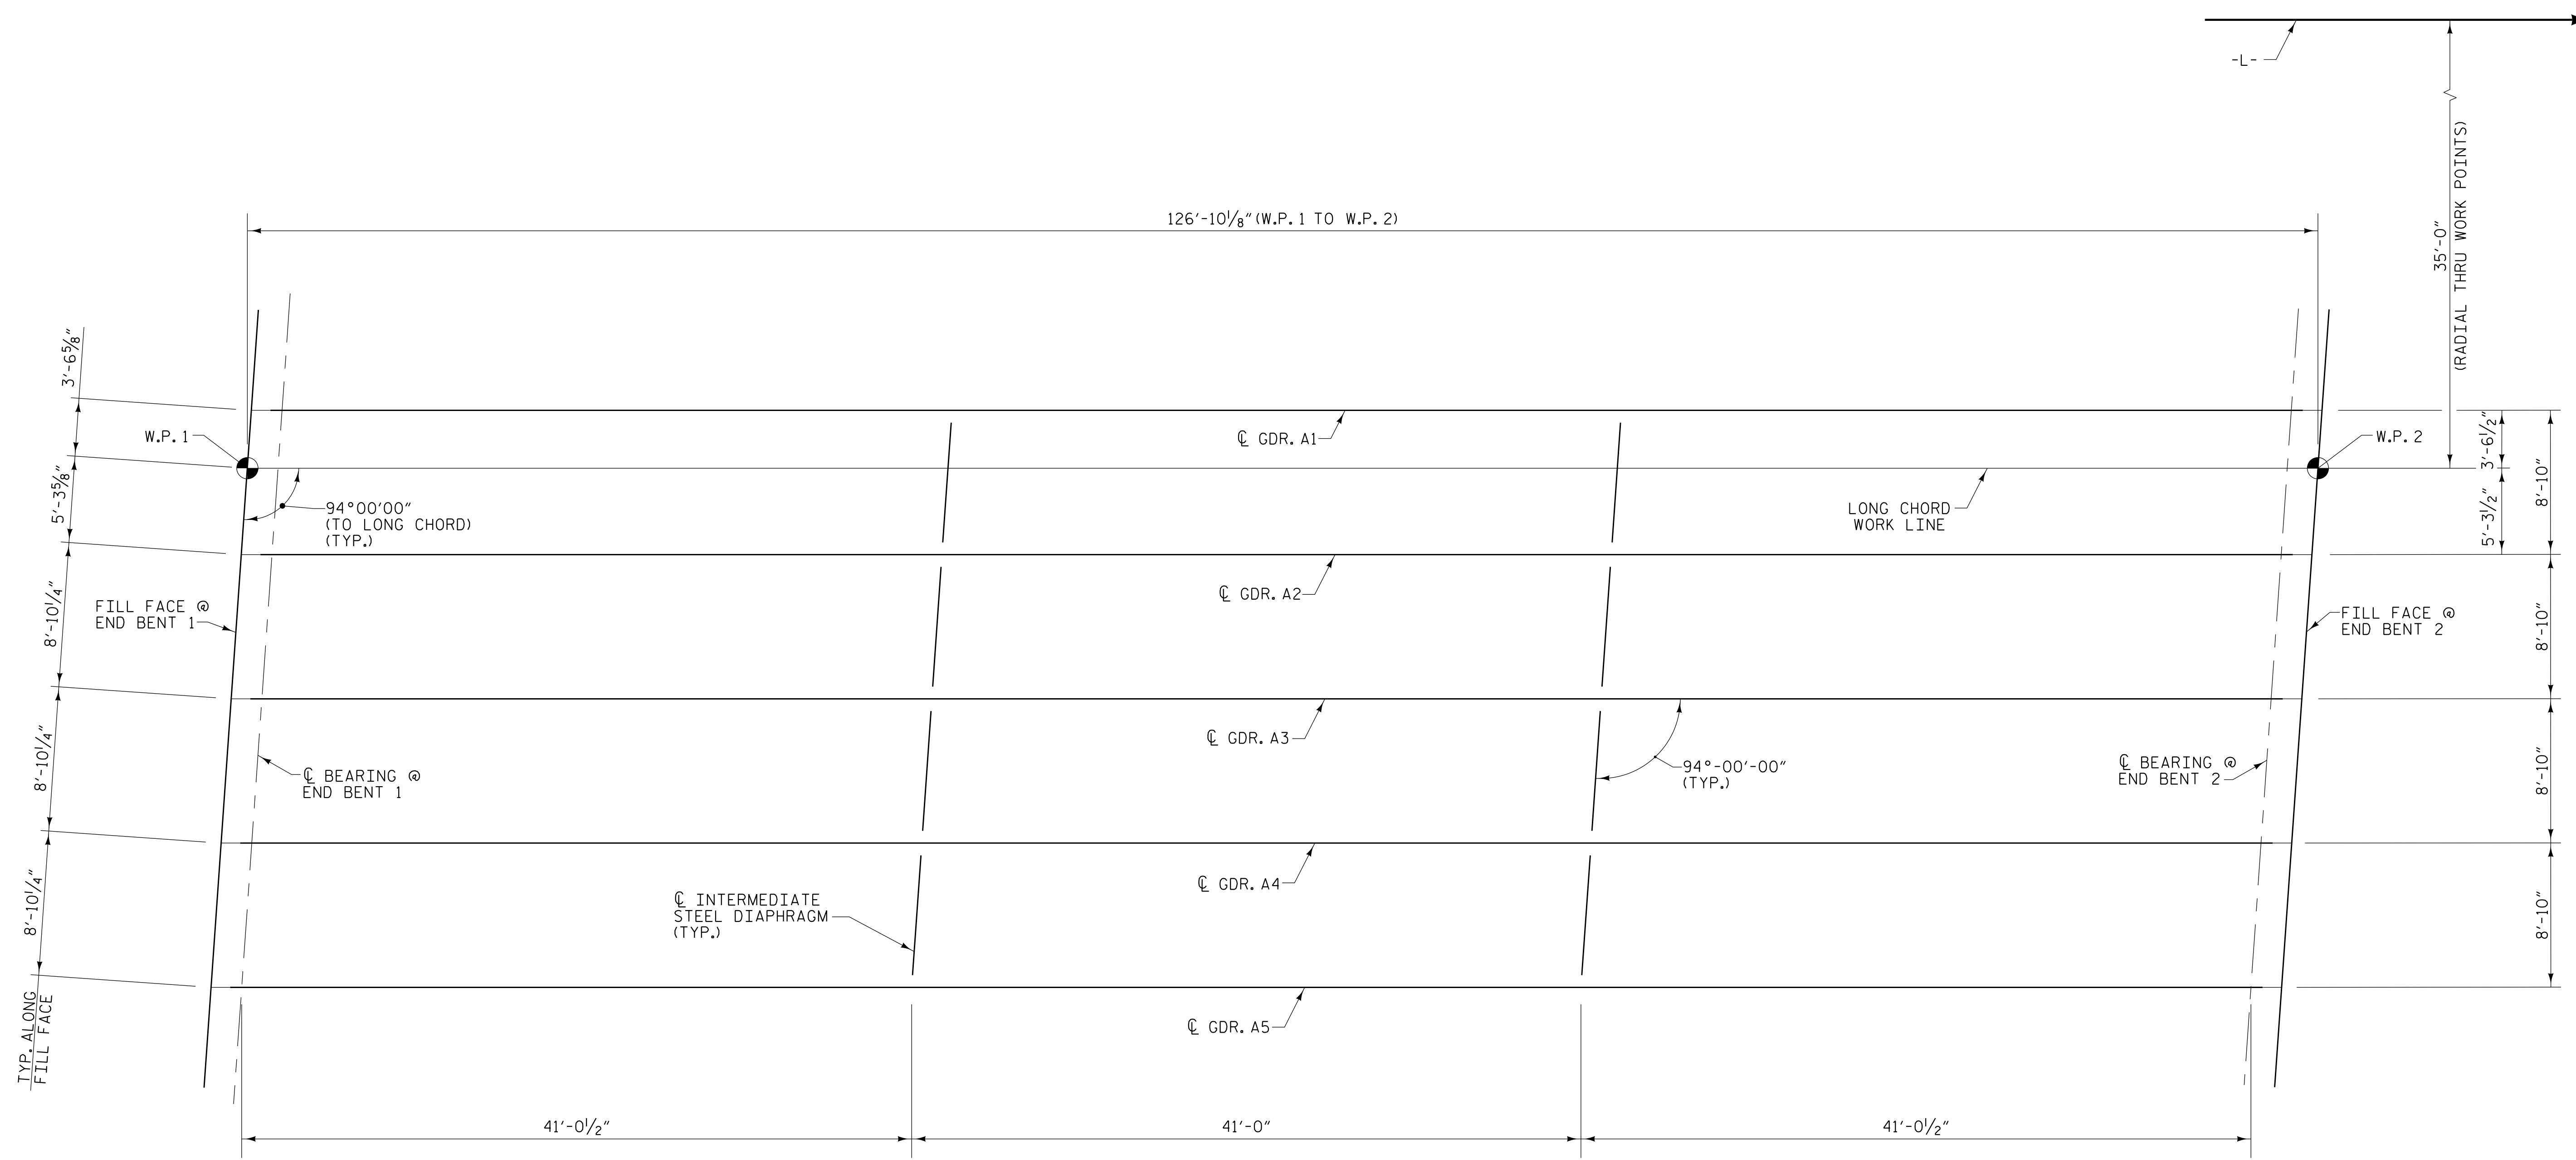 -L-
35′-0″
(RADIAL THRU WORK POINTS)
126′-10⅛″ (W.P. 1 TO W.P. 2)
3′-6⅝″
℄ GDR. A1
3′-6½″
W.P. 1
W.P. 2
5′-3⅝″
94°00′00″
(TO LONG CHORD)
(TYP.)
LONG CHORD
WORK LINE
5′-3½″
8′-10″
8′-10¼″
FILL FACE @
END BENT 1
℄ GDR. A2
FILL FACE @
END BENT 2
8′-10″
8′-10¼″
℄ BEARING @
END BENT 1
℄ GDR. A3
94°-00′-00″
(TYP.)
℄ BEARING @
END BENT 2
8′-10″
8′-10¼″
℄ INTERMEDIATE
STEEL DIAPHRAGM
(TYP.)
℄ GDR. A4
8′-10″
TYP. ALONG
FILL FACE
℄ GDR. A5
41′-0½″
41′-0″
41′-0½″